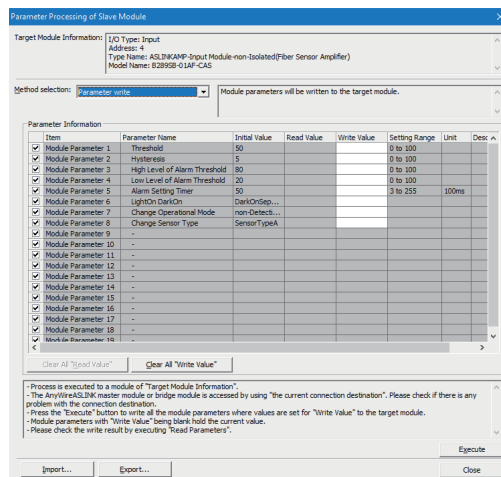 Parameter Processing of Slave Module
Target Module Information:
I/O Type: Input
Address: 4
Type Name: ASLINKAMP-Input Module-non-Isolated(Fiber Sensor Amplifier)
Model Name: B289SB-01AF-CAS
Method selection: Parameter write
Module parameters will be written to the target module.
Parameter Information
Item Parameter Name Initial Value Read Value Write Value Setting Range Unit Desc
Module Parameter 1 Threshold 50 0 to 100
Module Parameter 2 Hysteresis 5 0 to 100
Module Parameter 3 High Level of Alarm Threshold 80 0 to 100
Module Parameter 4 Low Level of Alarm Threshold 20 0 to 100
Module Parameter 5 Alarm Setting Timer 50 3 to 255 100ms
Module Parameter 6 LightOn DarkOn DarkOnSep...
Module Parameter 7 Change Operational Mode non-Detecti...
Module Parameter 8 Change Sensor Type SensorTypeA
Module Parameter 9 -
Module Parameter 10 -
Module Parameter 11 -
Module Parameter 12 -
Module Parameter 13 -
Module Parameter 14 -
Module Parameter 15 -
Module Parameter 16 -
Module Parameter 17 -
Module Parameter 18 -
Module Parameter 19 -
Clear All "Read Value" Clear All "Write Value"
- Process is executed to a module of "Target Module Information".
- The AnyWireASLINK master module or bridge module is accessed by using "the current connection destination". Please check if there is any
problem with the connection destination.
- Press the "Execute" button to write all the module parameters where values are set for "Write Value" to the target module.
- Module parameters with "Write Value" being blank hold the current value.
- Please check the write result by executing "Read Parameters".
Execute
Import... Export... Close